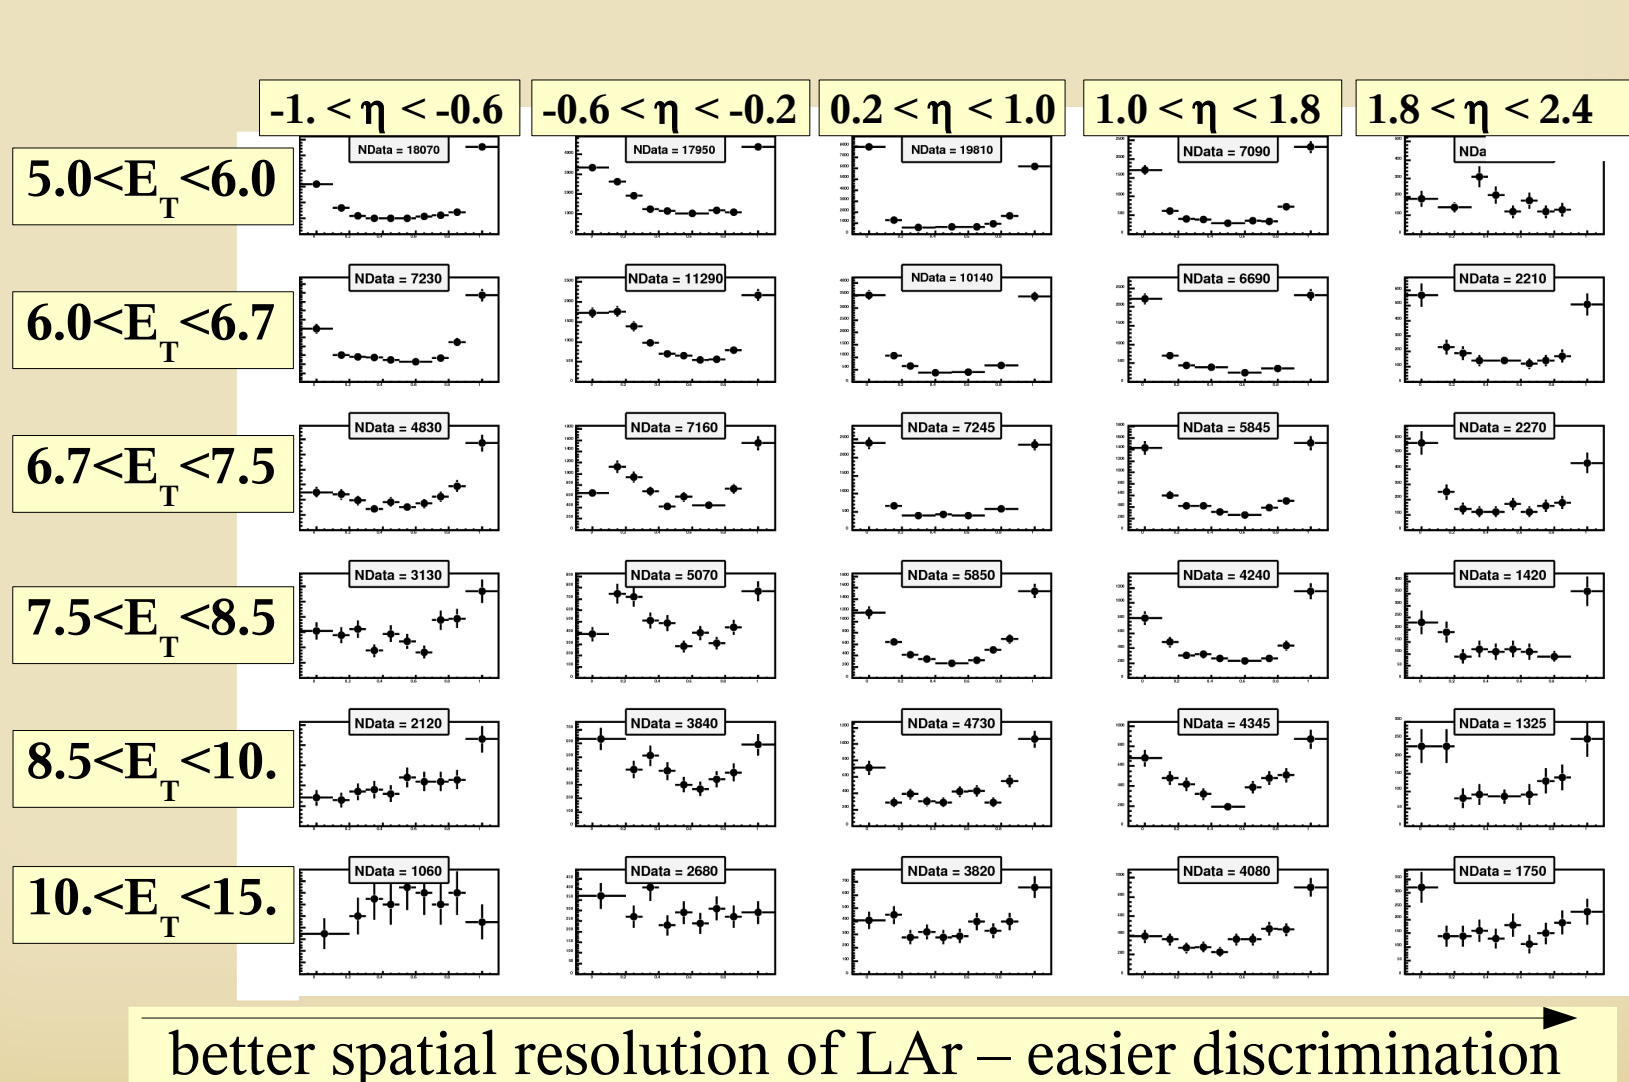 -1. < η < -0.6
-0.6 < η < -0.2
0.2 < η < 1.0
1.0 < η < 1.8
1.8 < η < 2.4
5.0<E_T<6.0
NData = 18070
NData = 17950
NData = 19810
NData = 7090
NDa
6.0<E_T<6.7
NData = 7230
NData = 11290
NData = 10140
NData = 6690
NData = 2210
6.7<E_T<7.5
NData = 4830
NData = 7160
NData = 7245
NData = 5845
NData = 2270
7.5<E_T<8.5
NData = 3130
NData = 5070
NData = 5850
NData = 4240
NData = 1420
8.5<E_T<10.
NData = 2120
NData = 3840
NData = 4730
NData = 4345
NData = 1325
10.<E_T<15.
NData = 1060
NData = 2680
NData = 3820
NData = 4080
NData = 1750
better spatial resolution of LAr – easier discrimination